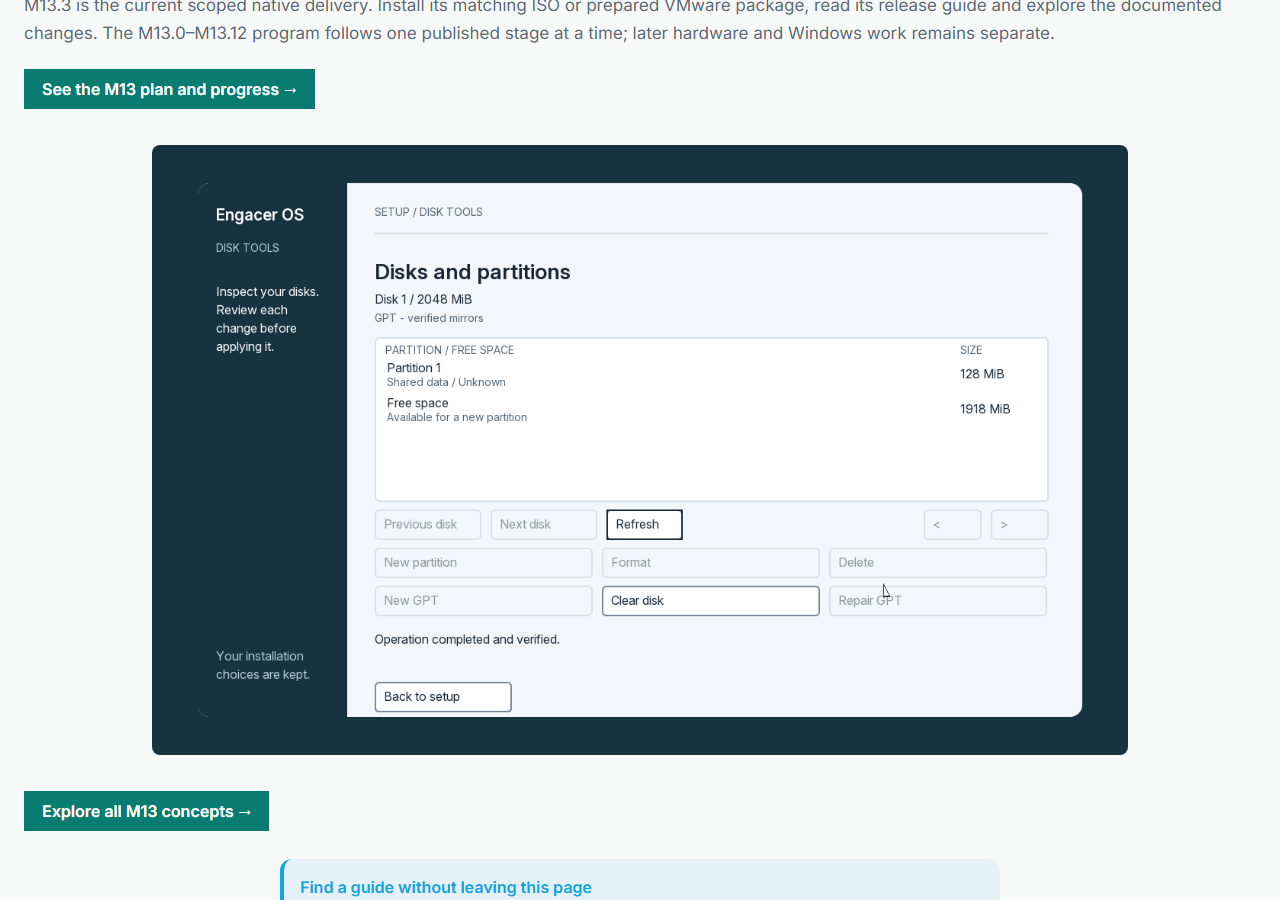 M13.3 is the current scoped native delivery. Install its matching ISO or prepared VMware package, read its release guide and explore the documented
changes. The M13.0–M13.12 program follows one published stage at a time; later hardware and Windows work remains separate.
See the M13 plan and progress →
Engacer OS
DISK TOOLS
Inspect your disks.
Review each
change before
applying it.
Your installation
choices are kept.
SETUP / DISK TOOLS
Disks and partitions
Disk 1 / 2048 MiB
GPT - verified mirrors
PARTITION / FREE SPACE SIZE
Partition 1
Shared data / Unknown
128 MiB
Free space
Available for a new partition
1918 MiB
Previous disk Next disk Refresh < >
New partition Format Delete
New GPT Clear disk Repair GPT
Operation completed and verified.
Back to setup
Explore all M13 concepts →
Find a guide without leaving this page